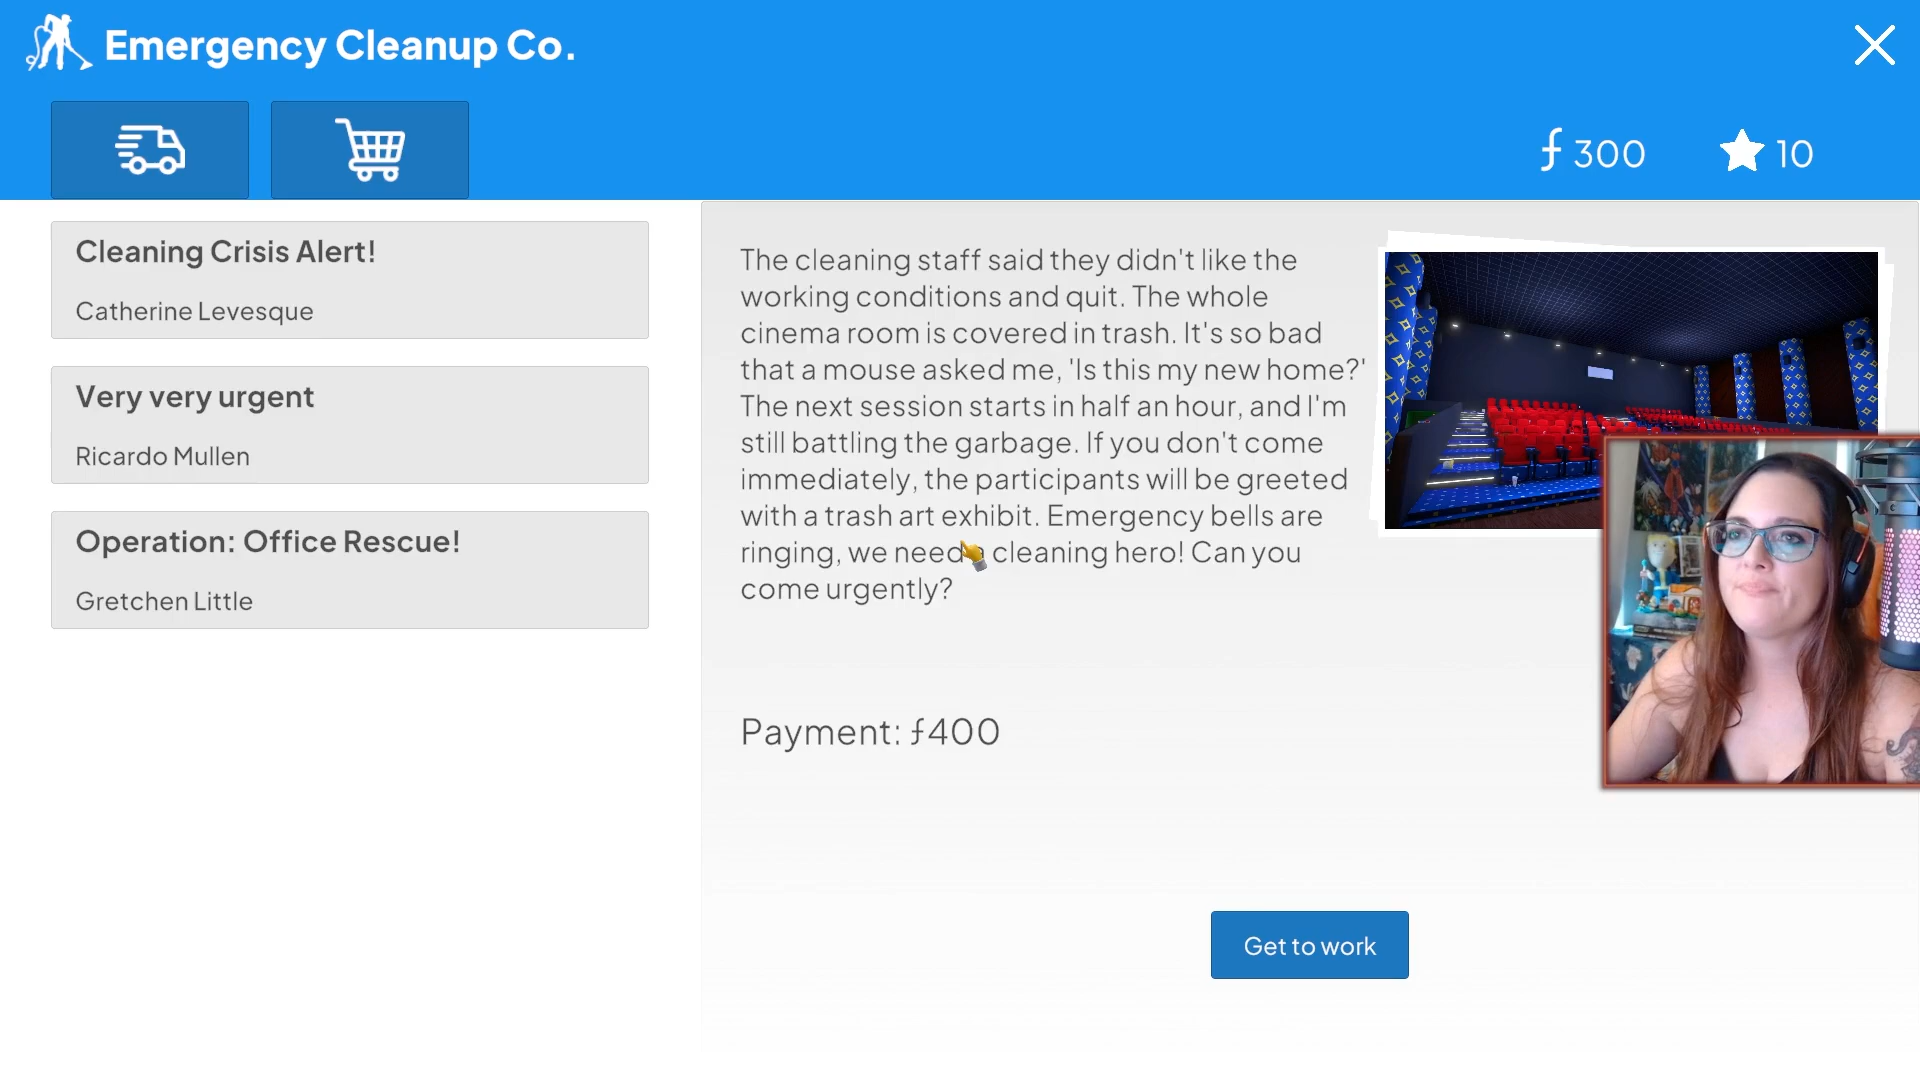 Emergency Cleanup Co.
ƒ 300
10
Cleaning Crisis Alert!
Catherine Levesque
Very very urgent
Ricardo Mullen
Operation: Office Rescue!
Gretchen Little
The cleaning staff said they didn't like the
working conditions and quit. The whole
cinema room is covered in trash. It's so bad
that a mouse asked me, 'Is this my new home?'
The next session starts in half an hour, and I'm
still battling the garbage. If you don't come
immediately, the participants will be greeted
with a trash art exhibit. Emergency bells are
ringing, we need a cleaning hero! Can you
come urgently?
Payment: ƒ400
Get to work